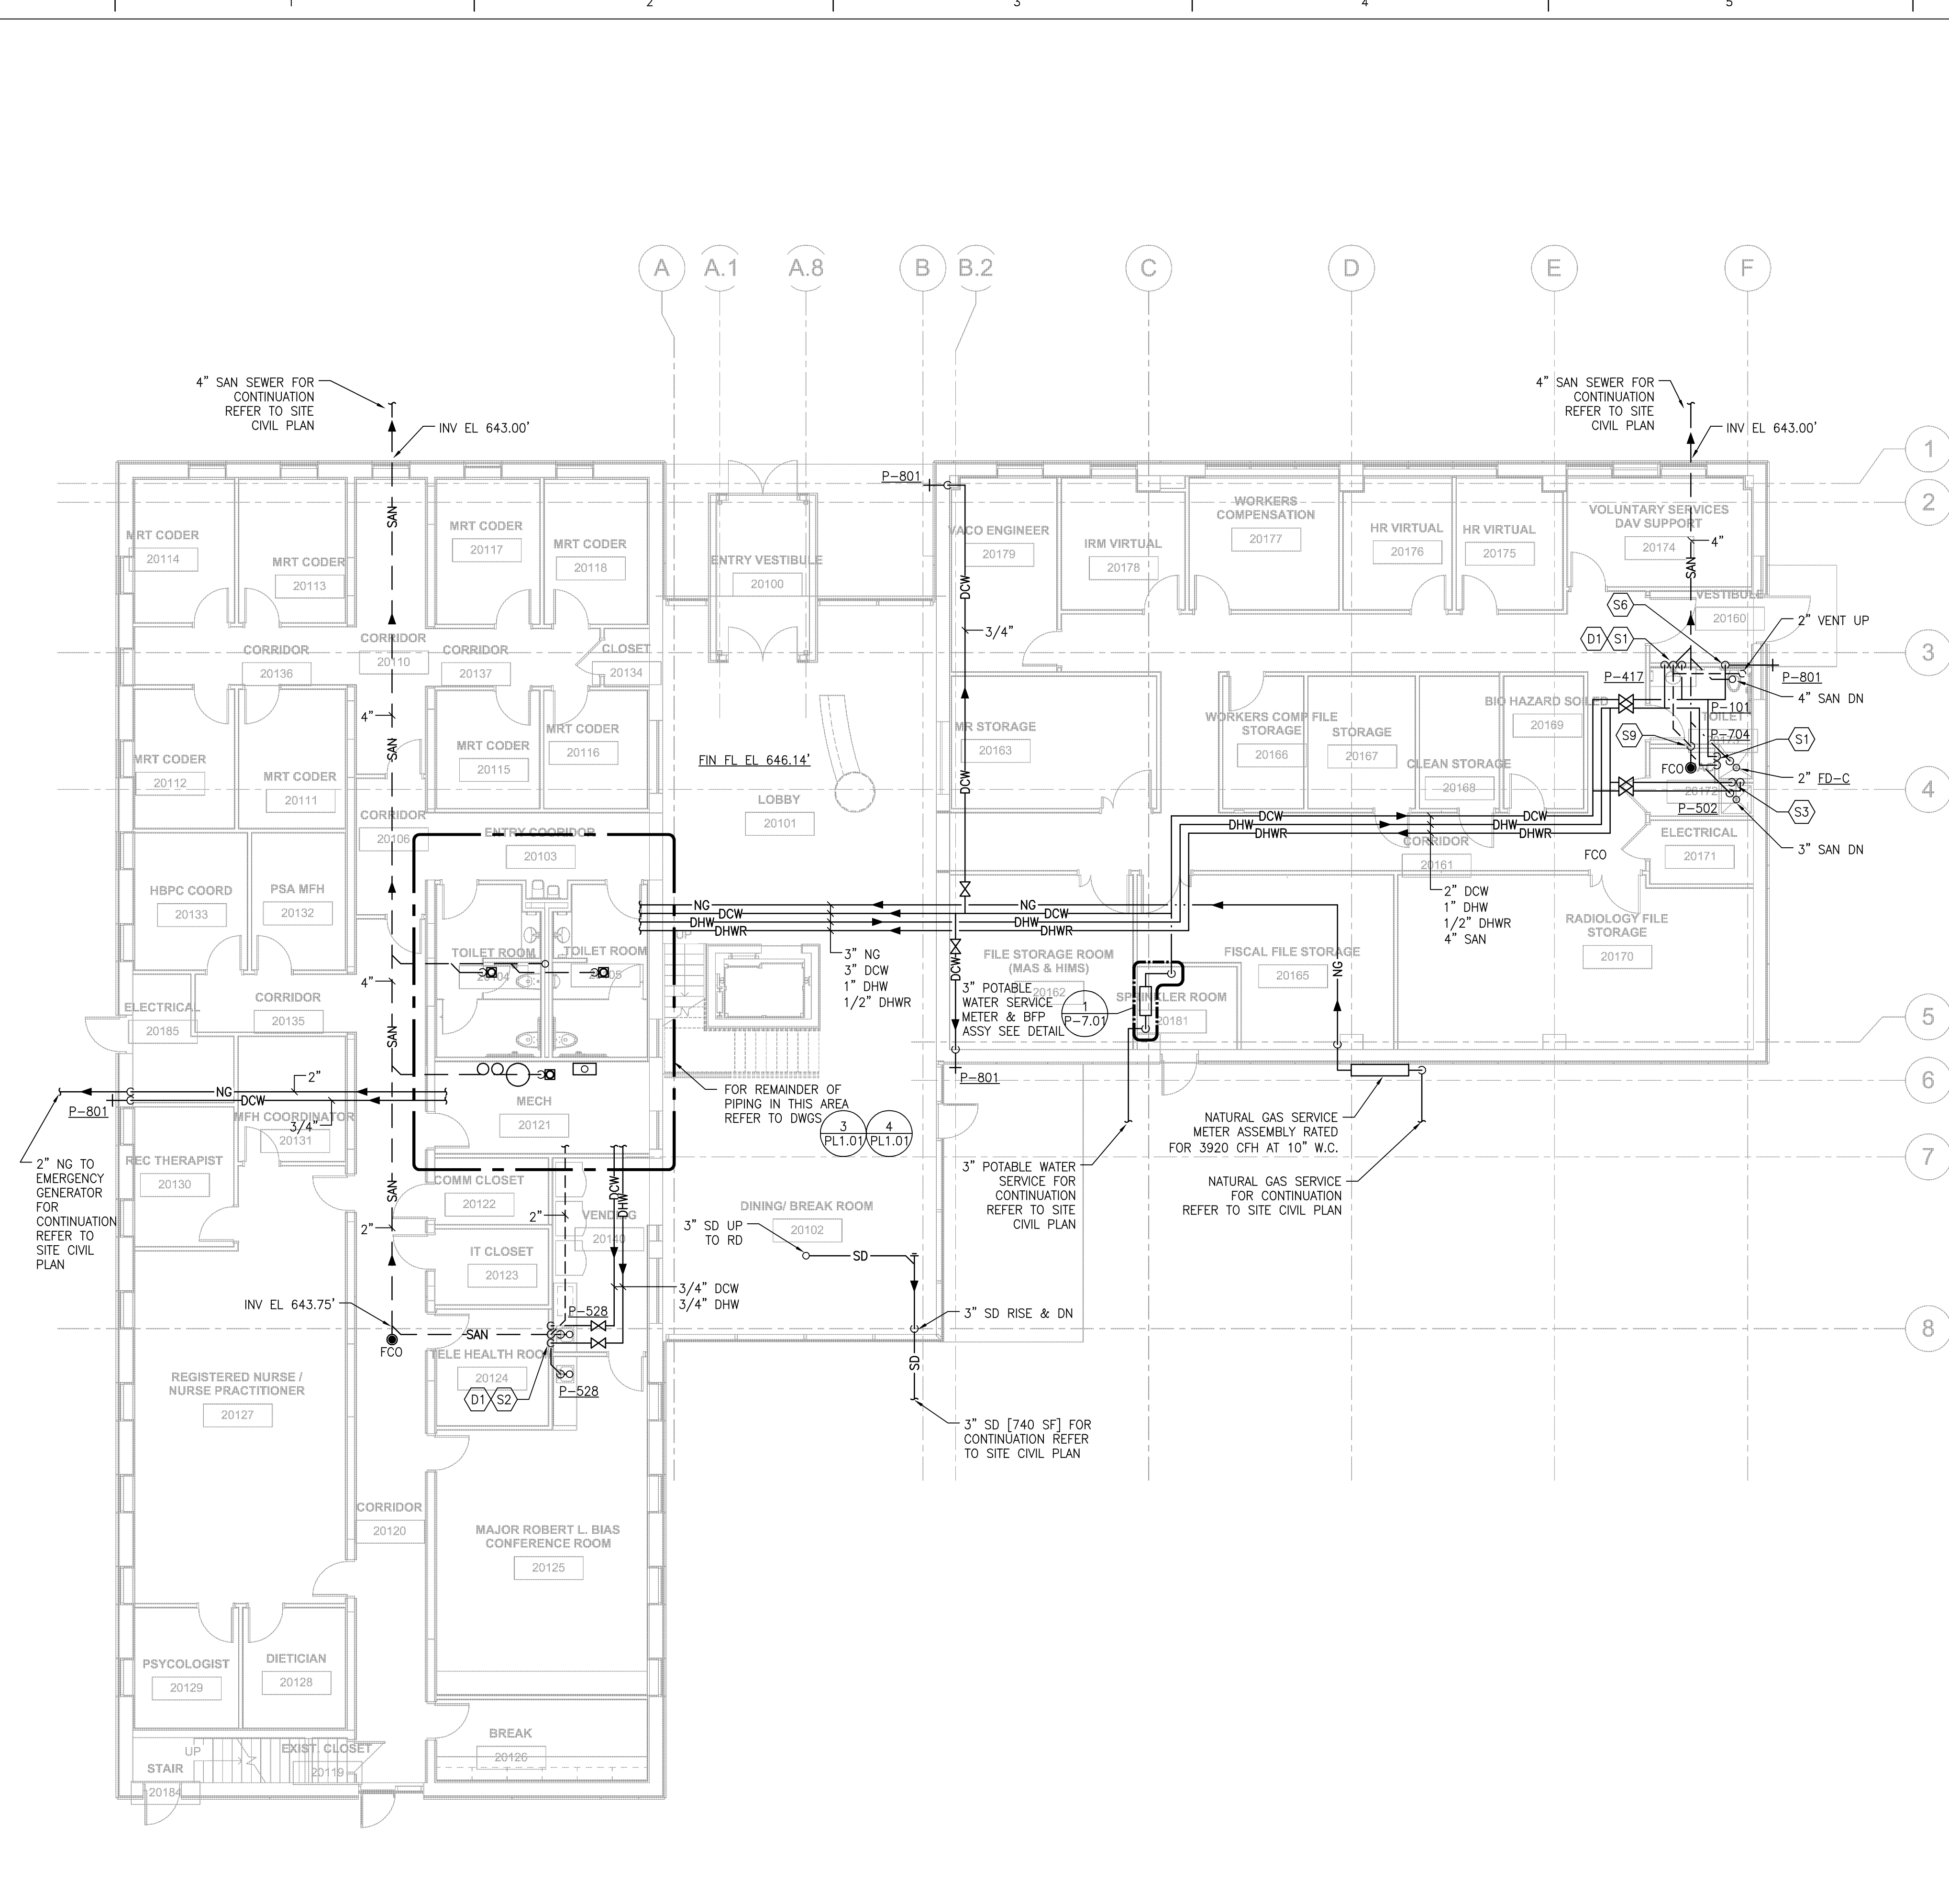 1
2
3
4
5
A
A.1
A.8
B
B.2
C
D
E
F
4" SAN SEWER FOR
CONTINUATION
REFER TO SITE
CIVIL PLAN
INV EL 643.00'
4" SAN SEWER FOR
CONTINUATION
REFER TO SITE
CIVIL PLAN
INV EL 643.00'
1
2
3
4
5
6
7
8
P-801
SAN
MRT CODER
20114
MRT CODER
20113
MRT CODER
20117
MRT CODER
20118
ENTRY VESTIBULE
20100
VACO ENGINEER
20179
IRM VIRTUAL
20178
WORKERS
COMPENSATION
20177
HR VIRTUAL
20176
HR VIRTUAL
20175
VOLUNTARY SERVICES
DAV SUPPORT
20174
4"
SAN
DCW
3/4"
VESTIBULE
20160
S6
D1
S1
2" VENT UP
P-417
P-801
4" SAN DN
P-101
TOILET
P-704
S9
S1
FCO
2" FD-C
20172
P-502
S3
3" SAN DN
CORRIDOR
20136
CORRIDOR
20110
CORRIDOR
20137
CLOSET
20134
4"
SAN
MRT CODER
20112
MRT CODER
20111
MRT CODER
20115
MRT CODER
20116
FIN FL EL 646.14'
LOBBY
20101
MR STORAGE
20163
DCW
WORKERS COMP FILE
STORAGE
20166
STORAGE
20167
CLEAN STORAGE
20168
BIO HAZARD SOILED
20169
ELECTRICAL
20171
FCO
CORRIDOR
20106
ENTRY COORIDOR
20103
DCW
DHW
DHWR
DCW
DHW
DHWR
CORRIDOR
20161
2" DCW
1" DHW
1/2" DHWR
4" SAN
HBPC COORD
20133
PSA MFH
20132
TOILET ROOM
20104
TOILET ROOM
20105
UP
NG
DCW
DHW
DHWR
NG
DCW
DHW
DHWR
3" NG
3" DCW
1" DHW
1/2" DHWR
DCW
FILE STORAGE ROOM
(MAS & HIMS)
20162
3" POTABLE
WATER SERVICE
METER & BFP
ASSY SEE DETAIL
1
P-7.01
SPRINKLER ROOM
20181
FISCAL FILE STORAGE
20165
NG
RADIOLOGY FILE
STORAGE
20170
4"
SAN
ELECTRICAL
20185
CORRIDOR
20135
NG
2"
DCW
3/4"
P-801
MFH COORDINATOR
20131
MECH
20121
FOR REMAINDER OF
PIPING IN THIS AREA
REFER TO DWGS
3
PL1.01
4
PL1.01
P-801
NATURAL GAS SERVICE
METER ASSEMBLY RATED
FOR 3920 CFH AT 10" W.C.
3" POTABLE WATER
SERVICE FOR
CONTINUATION
REFER TO SITE
CIVIL PLAN
NATURAL GAS SERVICE
FOR CONTINUATION
REFER TO SITE CIVIL PLAN
2" NG TO
EMERGENCY
GENERATOR
FOR
CONTINUATION
REFER TO
SITE CIVIL
PLAN
REC THERAPIST
20130
SAN
2"
COMM CLOSET
20122
2"
VENDING
20140
DCW
DHW
IT CLOSET
20123
3/4" DCW
3/4" DHW
DINING/ BREAK ROOM
20102
3" SD UP
TO RD
SD
3" SD RISE & DN
SD
3" SD [740 SF] FOR
CONTINUATION REFER
TO SITE CIVIL PLAN
INV EL 643.75'
FCO
SAN
P-528
TELE HEALTH ROOM
20124
D1
S2
P-528
REGISTERED NURSE /
NURSE PRACTITIONER
20127
CORRIDOR
20120
MAJOR ROBERT L. BIAS
CONFERENCE ROOM
20125
PSYCOLOGIST
20129
DIETICIAN
20128
BREAK
20126
UP
EXIST. CLOSET
20119
STAIR
20184